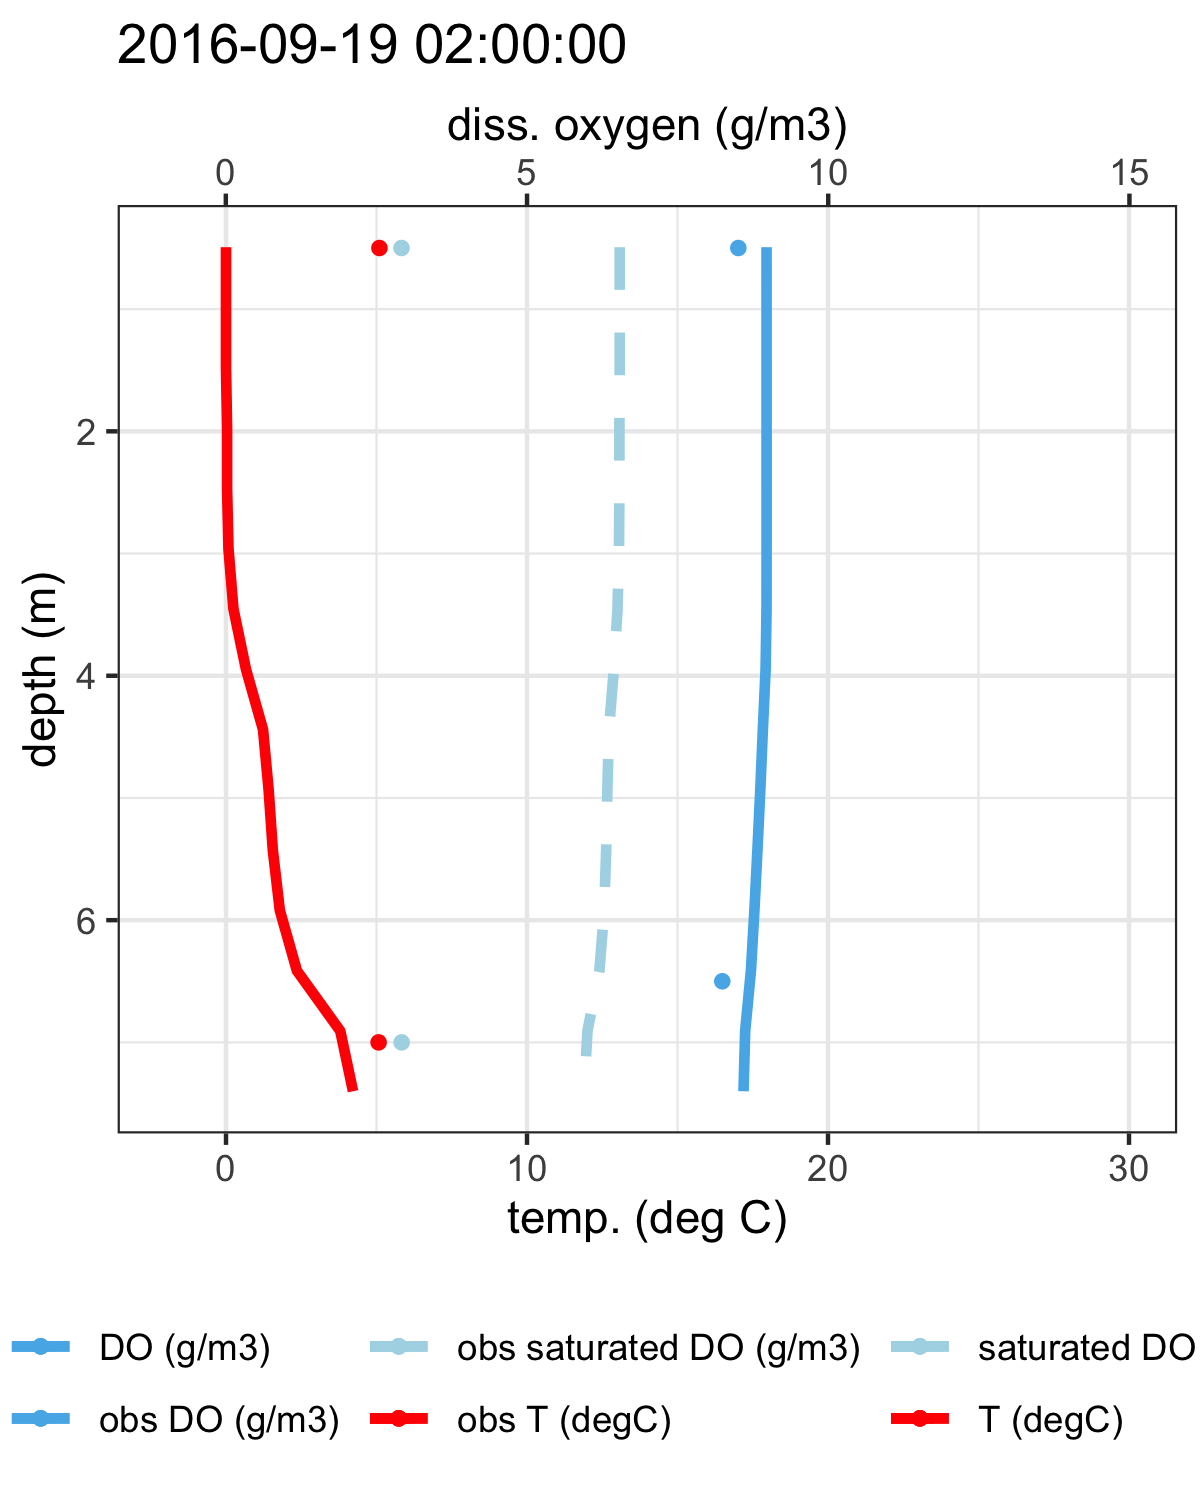 2016-09-19 02:00:00
diss. oxygen (g/m3)
0 5 10 15
2
4
6
depth (m)
0 10 20 30
temp. (deg C)
DO (g/m3) obs saturated DO (g/m3) saturated DO
obs DO (g/m3) obs T (degC) T (degC)